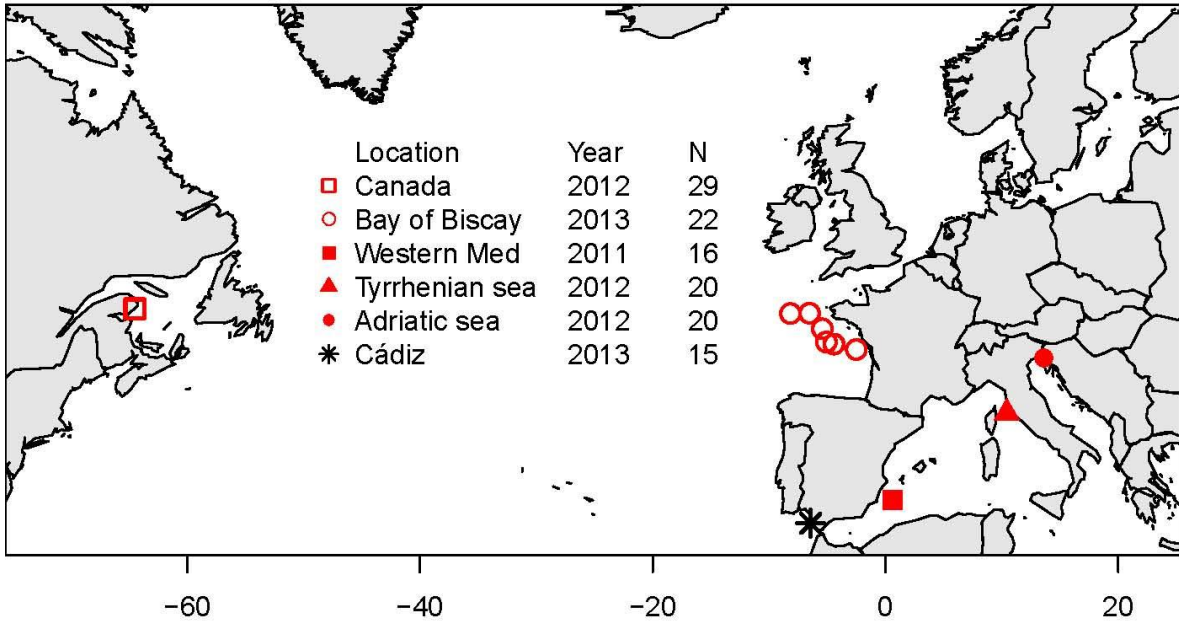 Location Year N
Canada 2012 29
Bay of Biscay 2013 22
Western Med 2011 16
Tyrrhenian sea 2012 20
Adriatic sea 2012 20
Cádiz 2013 15
−60 −40 −20 0 20